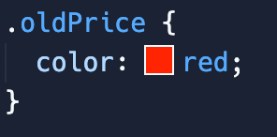 .oldPrice {
color: red;
}